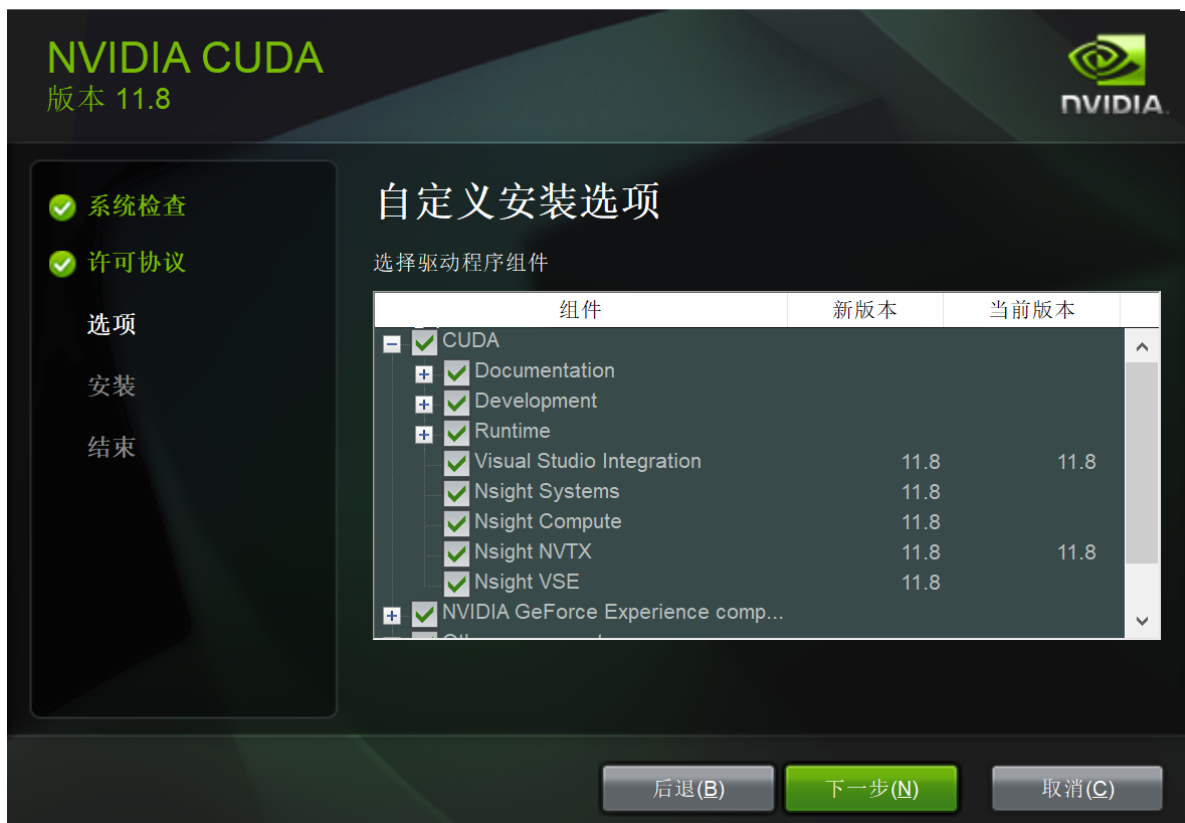 NVIDIA CUDA
版本 11.8
NVIDIA.
系统检查
许可协议
选项
安装
结束
自定义安装选项
选择驱动程序组件
组件 新版本 当前版本
CUDA
Documentation
Development
Runtime
Visual Studio Integration 11.8 11.8
Nsight Systems 11.8
Nsight Compute 11.8
Nsight NVTX 11.8 11.8
Nsight VSE 11.8
NVIDIA GeForce Experience comp...
后退(B) 下一步(N) 取消(C)